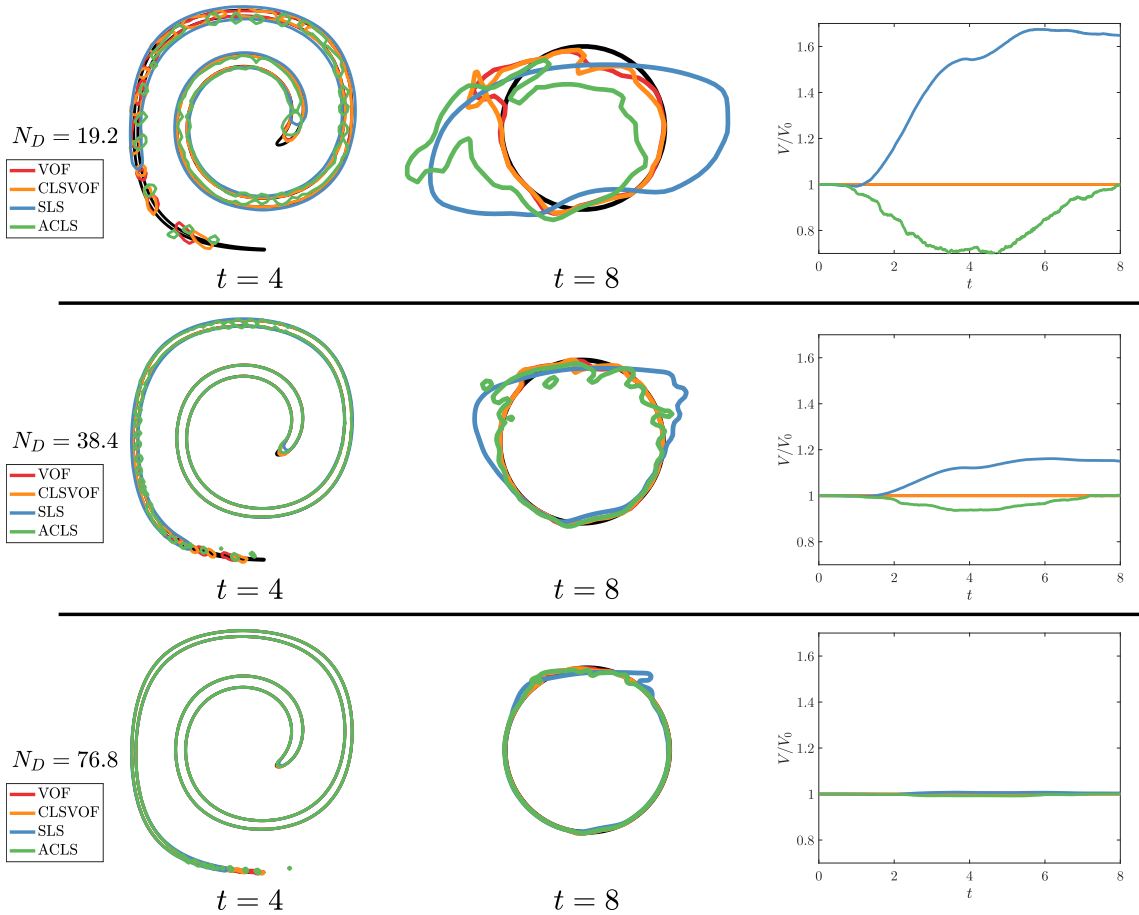 N_D = 19.2
VOF
CLSVOF
SLS
ACLS
t = 4
t = 8
V/V_0
1.6
1.4
1.2
1
0.8
0 2 4 6 8
t
N_D = 38.4
VOF
CLSVOF
SLS
ACLS
t = 4
t = 8
V/V_0
1.6
1.4
1.2
1
0.8
0 2 4 6 8
t
N_D = 76.8
VOF
CLSVOF
SLS
ACLS
t = 4
t = 8
V/V_0
1.6
1.4
1.2
1
0.8
0 2 4 6 8
t